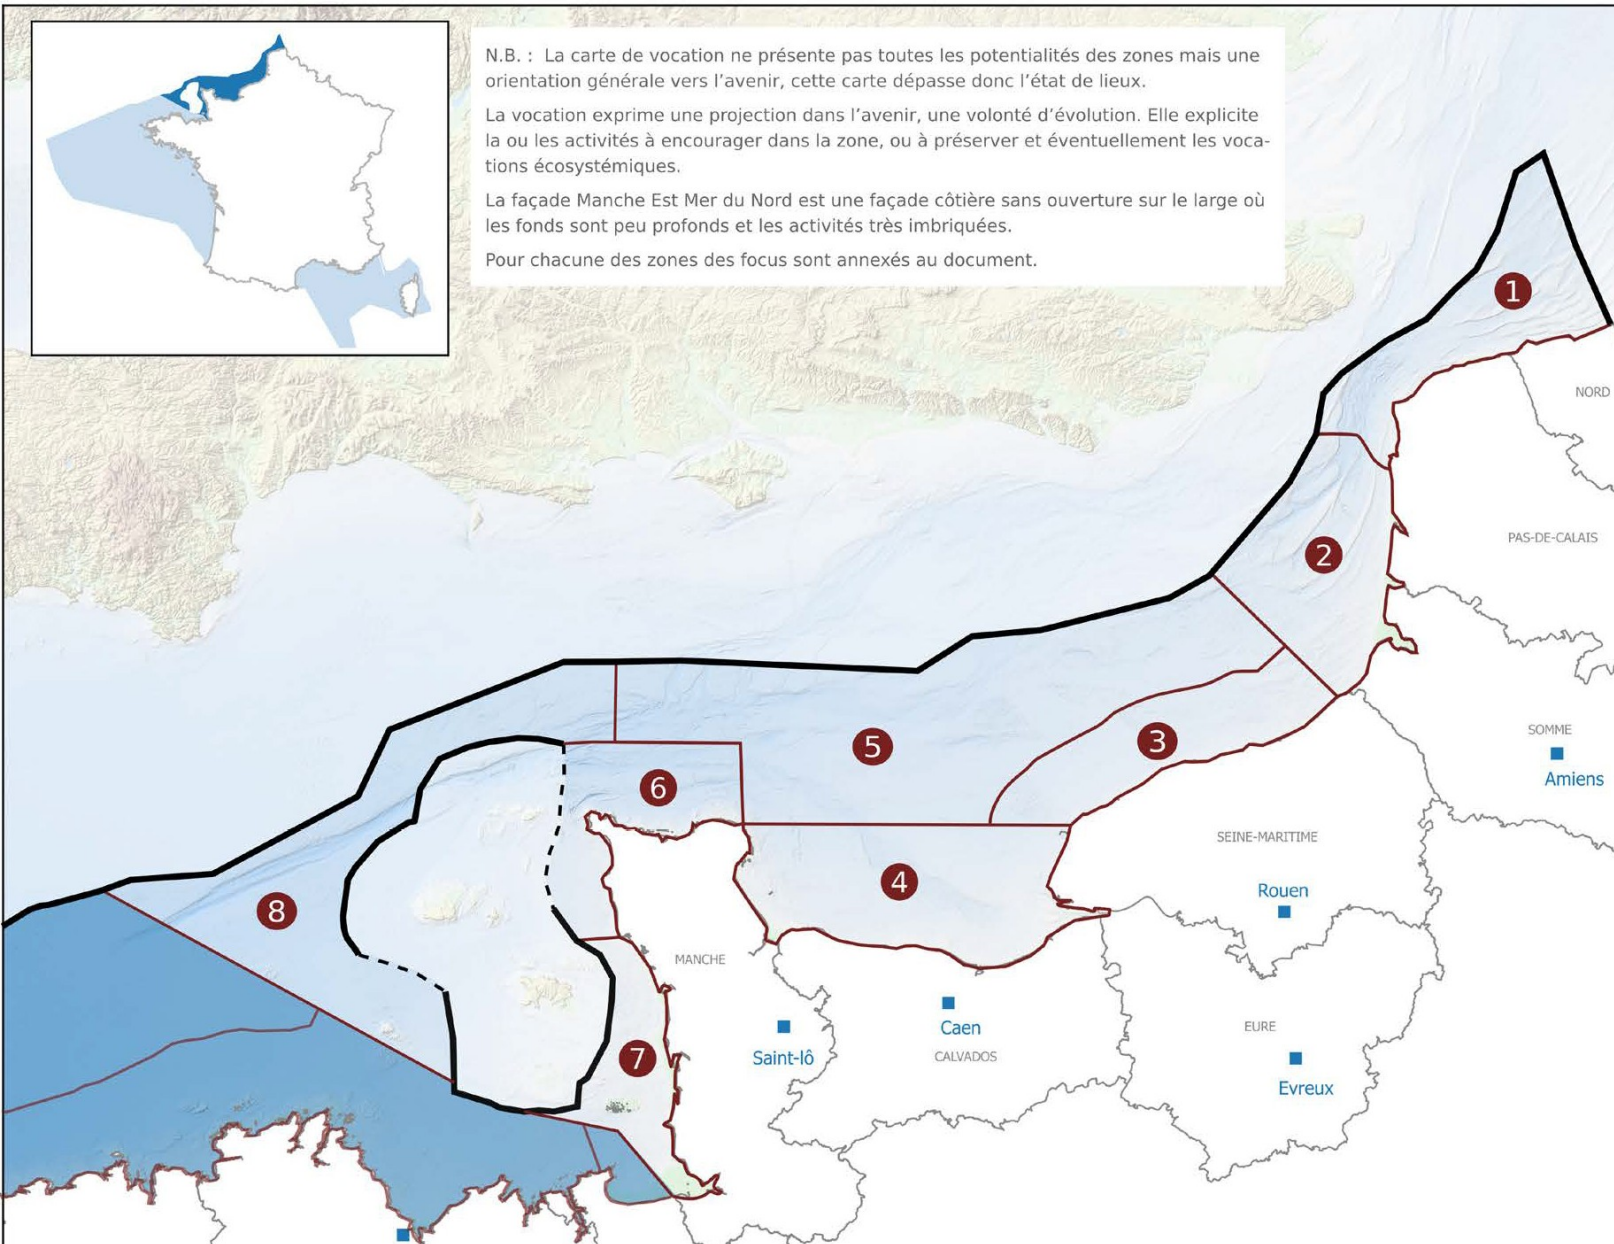 N.B. : La carte de vocation ne présente pas toutes les potentialités des zones mais une
orientation générale vers l’avenir, cette carte dépasse donc l’état de lieux.
La vocation exprime une projection dans l’avenir, une volonté d’évolution. Elle explicite
la ou les activités à encourager dans la zone, ou à préserver et éventuellement les voca-
tions écosystémiques.
La façade Manche Est Mer du Nord est une façade côtière sans ouverture sur le large où
les fonds sont peu profonds et les activités très imbriquées.
Pour chacune des zones des focus sont annexés au document.
1
NORD
PAS-DE-CALAIS
2
SOMME
Amiens
3
5
6
SEINE-MARITIME
4
Rouen
8
MANCHE
Caen
EURE
Saint-lô
CALVADOS
7
Evreux